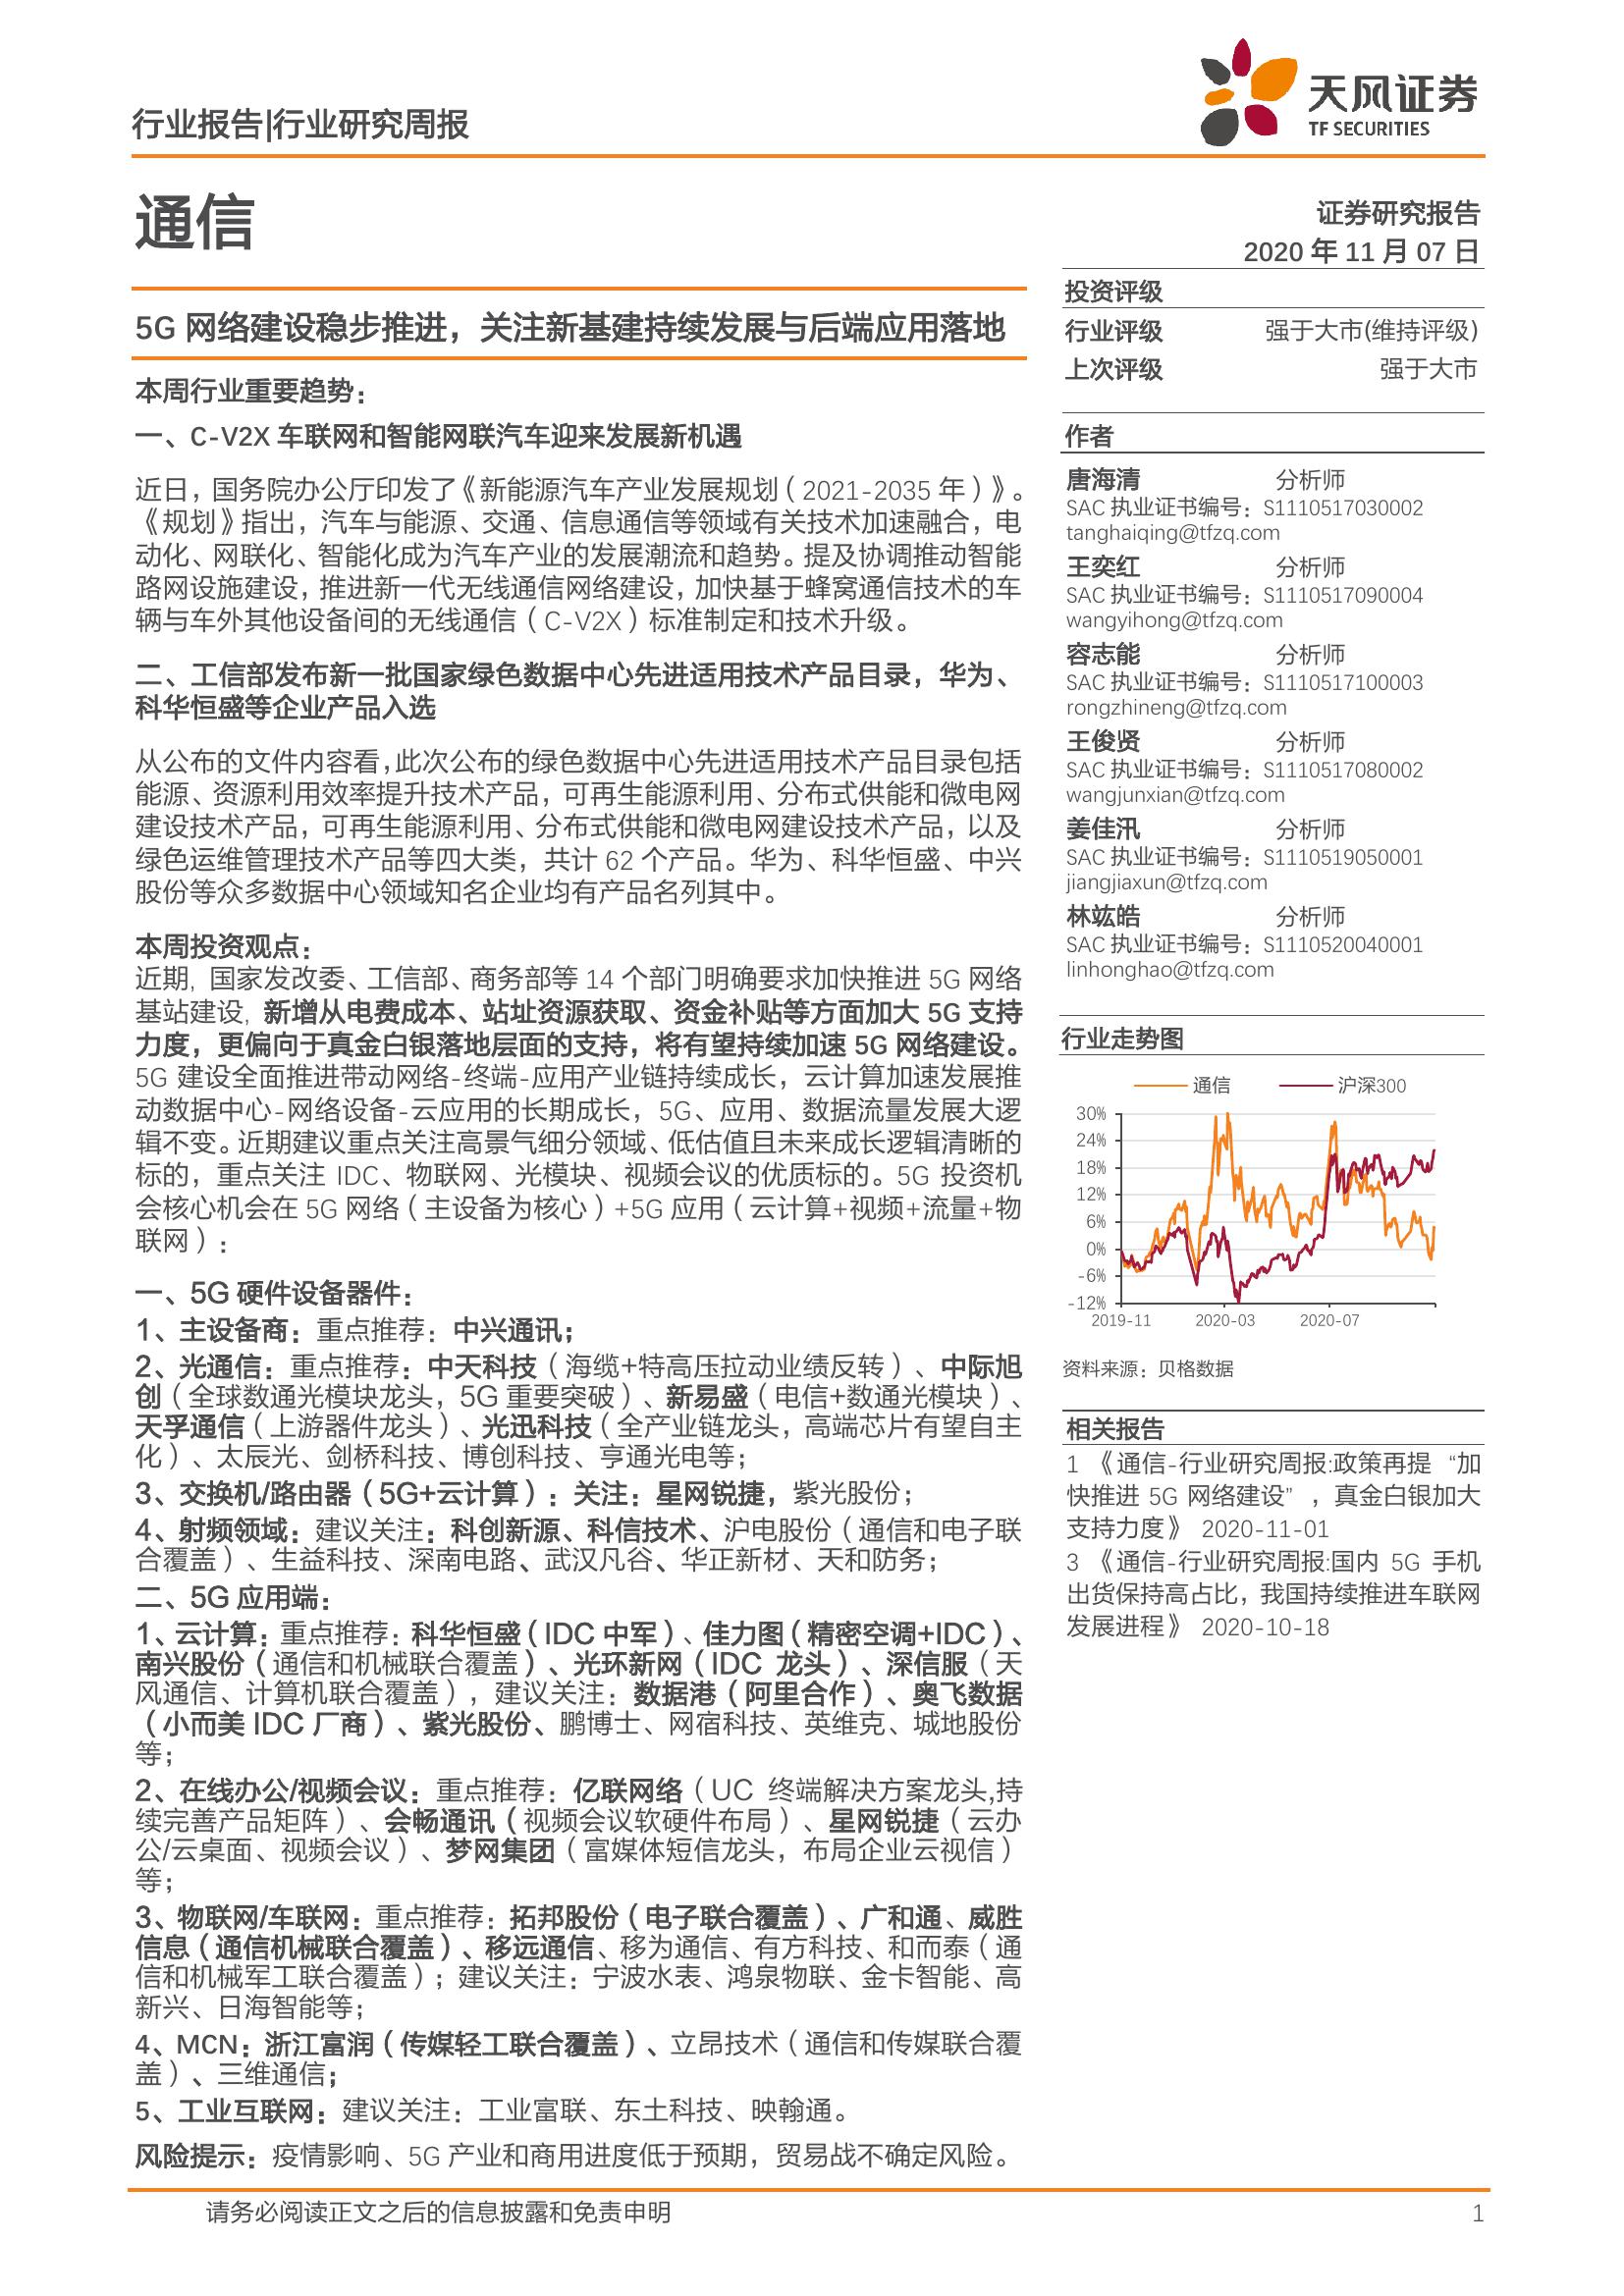 天风证券
TF SECURITIES
行业报告|行业研究周报
通信
证券研究报告
2020 年 11 月 07 日
5G 网络建设稳步推进，关注新基建持续发展与后端应用落地
本周行业重要趋势：
一、C-V2X 车联网和智能网联汽车迎来发展新机遇
近日，国务院办公厅印发了《新能源汽车产业发展规划（2021-2035 年）》。
《规划》指出，汽车与能源、交通、信息通信等领域有关技术加速融合，电
动化、网联化、智能化成为汽车产业的发展潮流和趋势。提及协调推动智能
路网设施建设，推进新一代无线通信网络建设，加快基于蜂窝通信技术的车
辆与车外其他设备间的无线通信（C-V2X）标准制定和技术升级。
二、工信部发布新一批国家绿色数据中心先进适用技术产品目录，华为、
科华恒盛等企业产品入选
从公布的文件内容看，此次公布的绿色数据中心先进适用技术产品目录包括
能源、资源利用效率提升技术产品，可再生能源利用、分布式供能和微电网
建设技术产品，可再生能源利用、分布式供能和微电网建设技术产品，以及
绿色运维管理技术产品等四大类，共计 62 个产品。华为、科华恒盛、中兴
股份等众多数据中心领域知名企业均有产品名列其中。
本周投资观点：
近期, 国家发改委、工信部、商务部等 14 个部门明确要求加快推进 5G 网络
基站建设, 新增从电费成本、站址资源获取、资金补贴等方面加大 5G 支持
力度，更偏向于真金白银落地层面的支持，将有望持续加速 5G 网络建设。
5G 建设全面推进带动网络-终端-应用产业链持续成长，云计算加速发展推
动数据中心-网络设备-云应用的长期成长，5G、应用、数据流量发展大逻
辑不变。近期建议重点关注高景气细分领域、低估值且未来成长逻辑清晰的
标的，重点关注 IDC、物联网、光模块、视频会议的优质标的。5G 投资机
会核心机会在 5G 网络（主设备为核心）+5G 应用（云计算+视频+流量+物
联网）：
一、5G 硬件设备器件：
1、主设备商：重点推荐：中兴通讯；
2、光通信：重点推荐：中天科技（海缆+特高压拉动业绩反转）、中际旭
创（全球数通光模块龙头，5G 重要突破）、新易盛（电信+数通光模块）、
天孚通信（上游器件龙头）、光迅科技（全产业链龙头，高端芯片有望自主
化）、太辰光、剑桥科技、博创科技、亨通光电等；
3、交换机/路由器（5G+云计算）：关注：星网锐捷，紫光股份；
4、射频领域：建议关注：科创新源、科信技术、沪电股份（通信和电子联
合覆盖）、生益科技、深南电路、武汉凡谷、华正新材、天和防务；
二、5G 应用端：
1、云计算：重点推荐：科华恒盛（IDC 中军）、佳力图（精密空调+IDC）、
南兴股份（通信和机械联合覆盖）、光环新网（IDC 龙头）、深信服（天
风通信、计算机联合覆盖），建议关注：数据港（阿里合作）、奥飞数据
（小而美 IDC 厂商）、紫光股份、鹏博士、网宿科技、英维克、城地股份
等；
2、在线办公/视频会议：重点推荐：亿联网络（UC 终端解决方案龙头,持
续完善产品矩阵）、会畅通讯（视频会议软硬件布局）、星网锐捷（云办
公/云桌面、视频会议）、梦网集团（富媒体短信龙头，布局企业云视信）
等；
3、物联网/车联网：重点推荐：拓邦股份（电子联合覆盖）、广和通、威胜
信息（通信机械联合覆盖）、移远通信、移为通信、有方科技、和而泰（通
信和机械军工联合覆盖）；建议关注：宁波水表、鸿泉物联、金卡智能、高
新兴、日海智能等；
4、MCN：浙江富润（传媒轻工联合覆盖）、立昂技术（通信和传媒联合覆
盖）、三维通信；
5、工业互联网：建议关注：工业富联、东土科技、映翰通。
风险提示：疫情影响、5G 产业和商用进度低于预期，贸易战不确定风险。
投资评级
行业评级 强于大市(维持评级)
上次评级 强于大市
作者
唐海清 分析师
SAC 执业证书编号：S1110517030002
tanghaiqing@tfzq.com
王奕红 分析师
SAC 执业证书编号：S1110517090004
wangyihong@tfzq.com
容志能 分析师
SAC 执业证书编号：S1110517100003
rongzhineng@tfzq.com
王俊贤 分析师
SAC 执业证书编号：S1110517080002
wangjunxian@tfzq.com
姜佳汛 分析师
SAC 执业证书编号：S1110519050001
jiangjiaxun@tfzq.com
林竑皓 分析师
SAC 执业证书编号：S1110520040001
linhonghao@tfzq.com
行业走势图
通信 沪深300
30%
24%
18%
12%
6%
0%
-6%
-12%
2019-11 2020-03 2020-07
资料来源：贝格数据
相关报告
1 《通信-行业研究周报:政策再提 “加
快推进 5G 网络建设” ，真金白银加大
支持力度》 2020-11-01
3 《通信-行业研究周报:国内 5G 手机
出货保持高占比，我国持续推进车联网
发展进程》 2020-10-18
请务必阅读正文之后的信息披露和免责申明 1